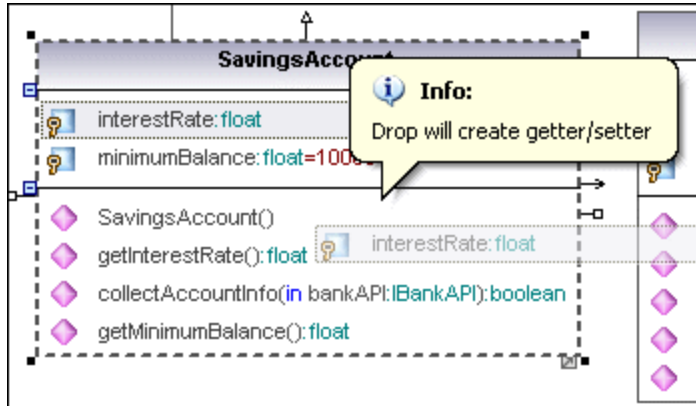 SavingsAccount
Info:
Drop will create getter/setter
interestRate:float
minimumBalance:float=1000
SavingsAccount()
getInterestRate():float
interestRate:float
collectAccountInfo(in bankAPI:IBankAPI):boolean
getMinimumBalance():float